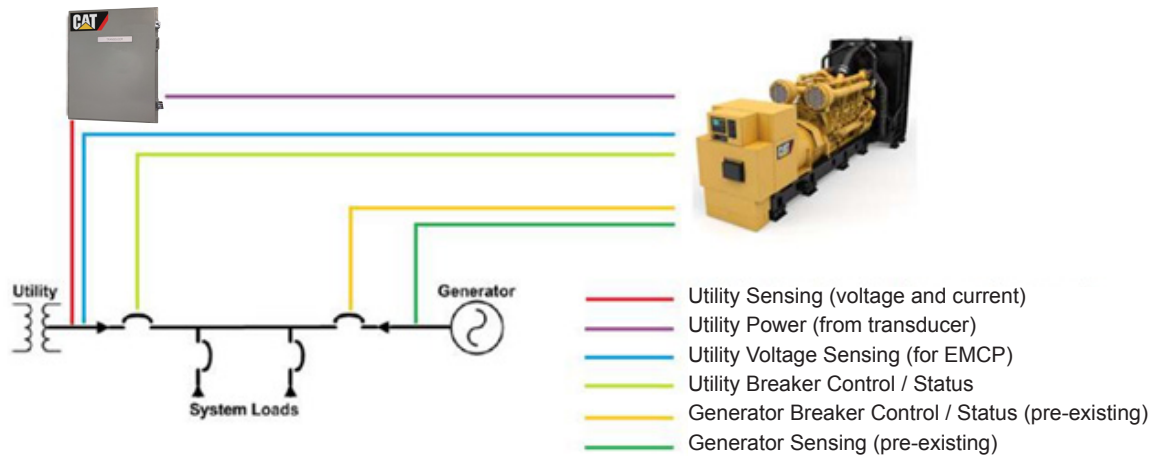 CAT
CAT
Utility
Generator
System Loads
Utility Sensing (voltage and current)
Utility Power (from transducer)
Utility Voltage Sensing (for EMCP)
Utility Breaker Control / Status
Generator Breaker Control / Status (pre-existing)
Generator Sensing (pre-existing)